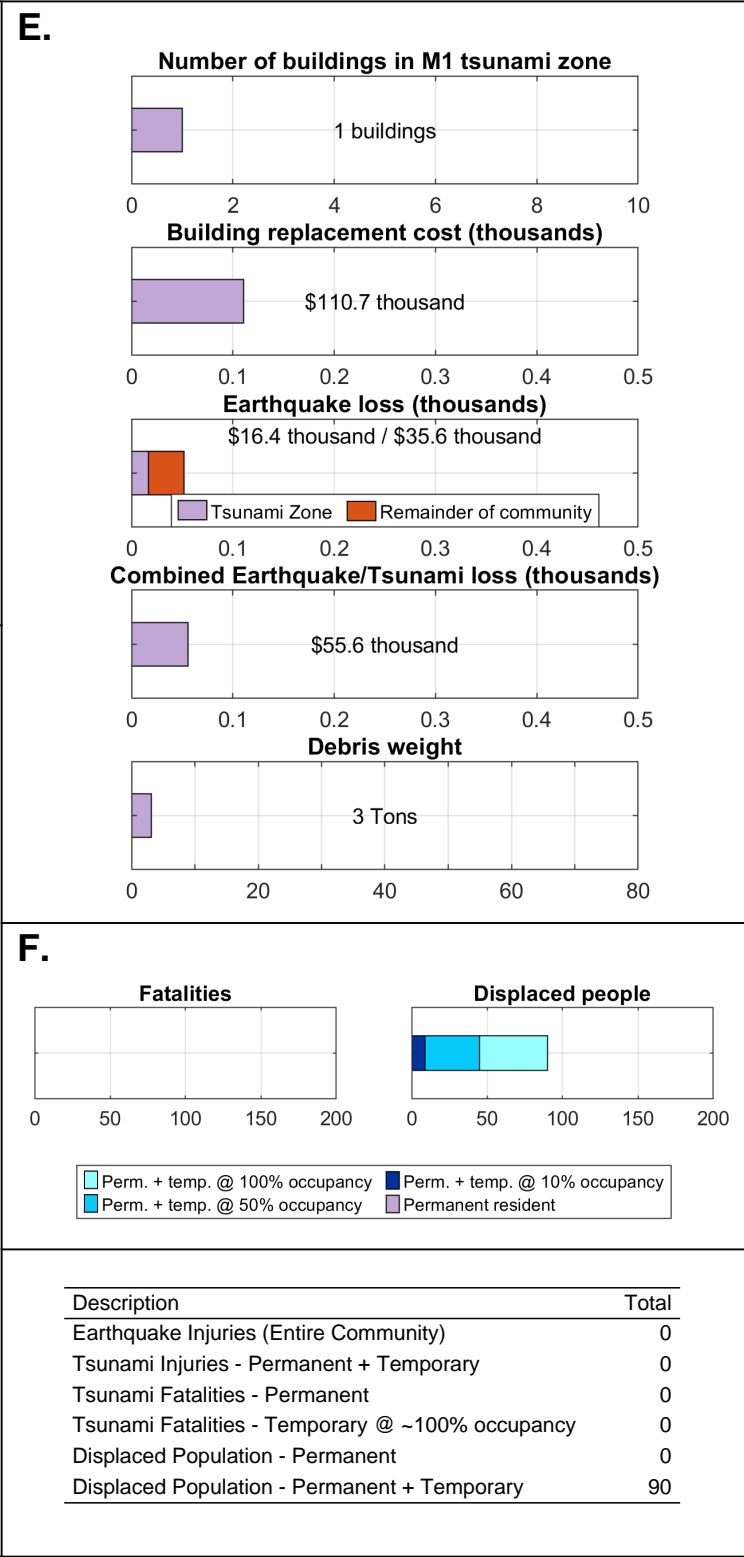 E.
Number of buildings in M1 tsunami zone
1 buildings
0 2 4 6 8 10
Building replacement cost (thousands)
$110.7 thousand
0 0.1 0.2 0.3 0.4 0.5
Earthquake loss (thousands)
$16.4 thousand / $35.6 thousand
Tsunami Zone Remainder of community
0 0.1 0.2 0.3 0.4 0.5
Combined Earthquake/Tsunami loss (thousands)
$55.6 thousand
0 0.1 0.2 0.3 0.4 0.5
Debris weight
3 Tons
0 20 40 60 80
F.
Fatalities Displaced people
0 50 100 150 200 0 50 100 150 200
Perm. + temp. @ 100% occupancy Perm. + temp. @ 10% occupancy
Perm. + temp. @ 50% occupancy Permanent resident
Description Total
Earthquake Injuries (Entire Community) 0
Tsunami Injuries - Permanent + Temporary 0
Tsunami Fatalities - Permanent 0
Tsunami Fatalities - Temporary @ ~100% occupancy 0
Displaced Population - Permanent 0
Displaced Population - Permanent + Temporary 90